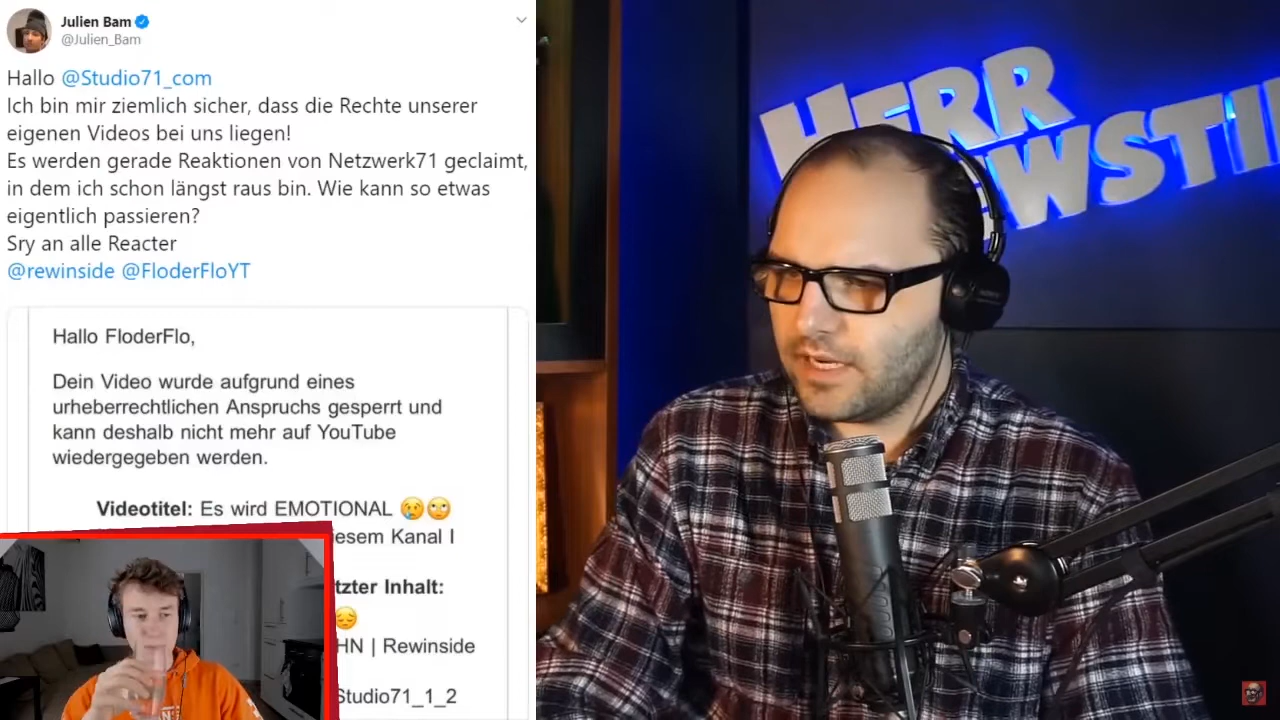 Julien Bam
@Julien_Bam
Hallo @Studio71_com
Ich bin mir ziemlich sicher, dass die Rechte unserer
eigenen Videos bei uns liegen!
Es werden gerade Reaktionen von Netzwerk71 geclaimt,
in dem ich schon längst raus bin. Wie kann so etwas
eigentlich passieren?
Sry an alle Reacter
@rewinside @FloderFloYT
Hallo FloderFlo,
Dein Video wurde aufgrund eines
urheberrechtlichen Anspruchs gesperrt und
kann deshalb nicht mehr auf YouTube
wiedergegeben werden.
Videotitel: Es wird EMOTIONAL 😢🙄
iesem Kanal I
tzter Inhalt:
😔
HN | Rewinside
Studio71_1_2
HERR
EWSTI